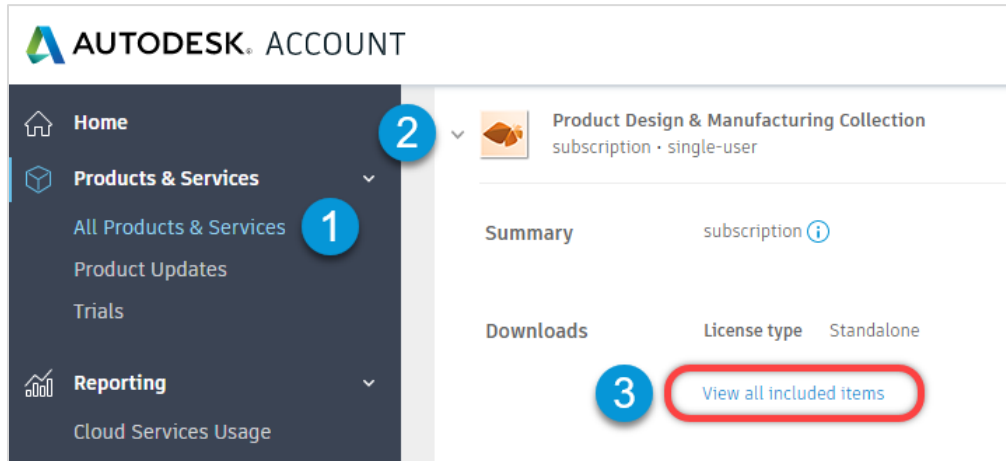 AUTODESK. ACCOUNT
Home
Products & Services
All Products & Services
1
Product Updates
Trials
Reporting
Cloud Services Usage
2
Product Design & Manufacturing Collection
subscription • single-user
Summary
subscription
Downloads
License type
Standalone
3
View all included items